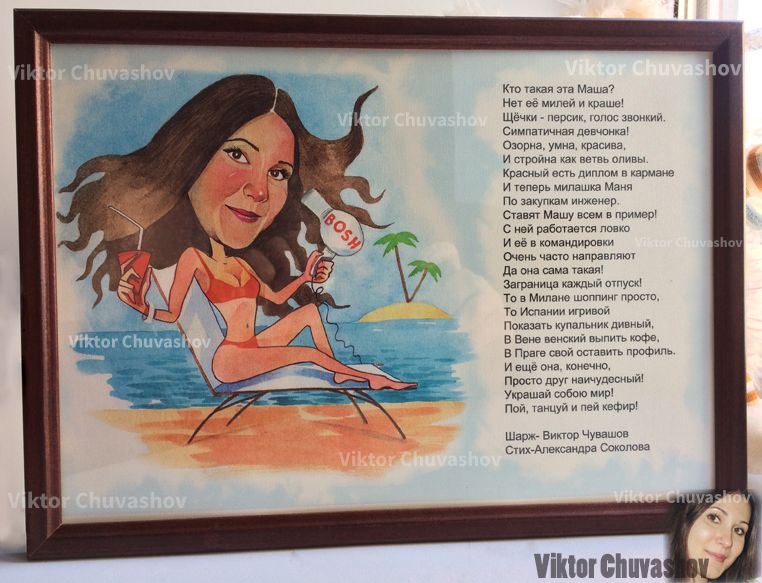 Кто такая эта Маша?
Нет её милей и краше!
Щёчки - персик, голос звонкий.
Симпатичная девчонка!
Озорна, умна, красива,
И стройна как ветвь оливы.
Красный есть диплом в кармане
И теперь милашка Маня
По закупкам инженер.
Ставят Машу всем в пример!
С ней работается ловко
И её в командировки
Очень часто направляют
Да она сама такая!
Заграница каждый отпуск!
То в Милане шоппинг просто,
То Испании игривой
Показать купальник дивный,
В Вене венский выпить кофе,
В Праге свой оставить профиль.
И ещё она, конечно,
Просто друг наичудесный!
Украшай собою мир!
Пой, танцуй и пей кефир!
Шарж- Виктор Чувашов
Стих-Александра Соколова
BOSH
Viktor Chuvashov
Viktor Chuvashov
Viktor Chuvashov
Viktor Chuvashov
Viktor Chuvashov
Viktor Chuvashov
Viktor Chuvashov
Viktor Chuvashov
Viktor Chuvashov